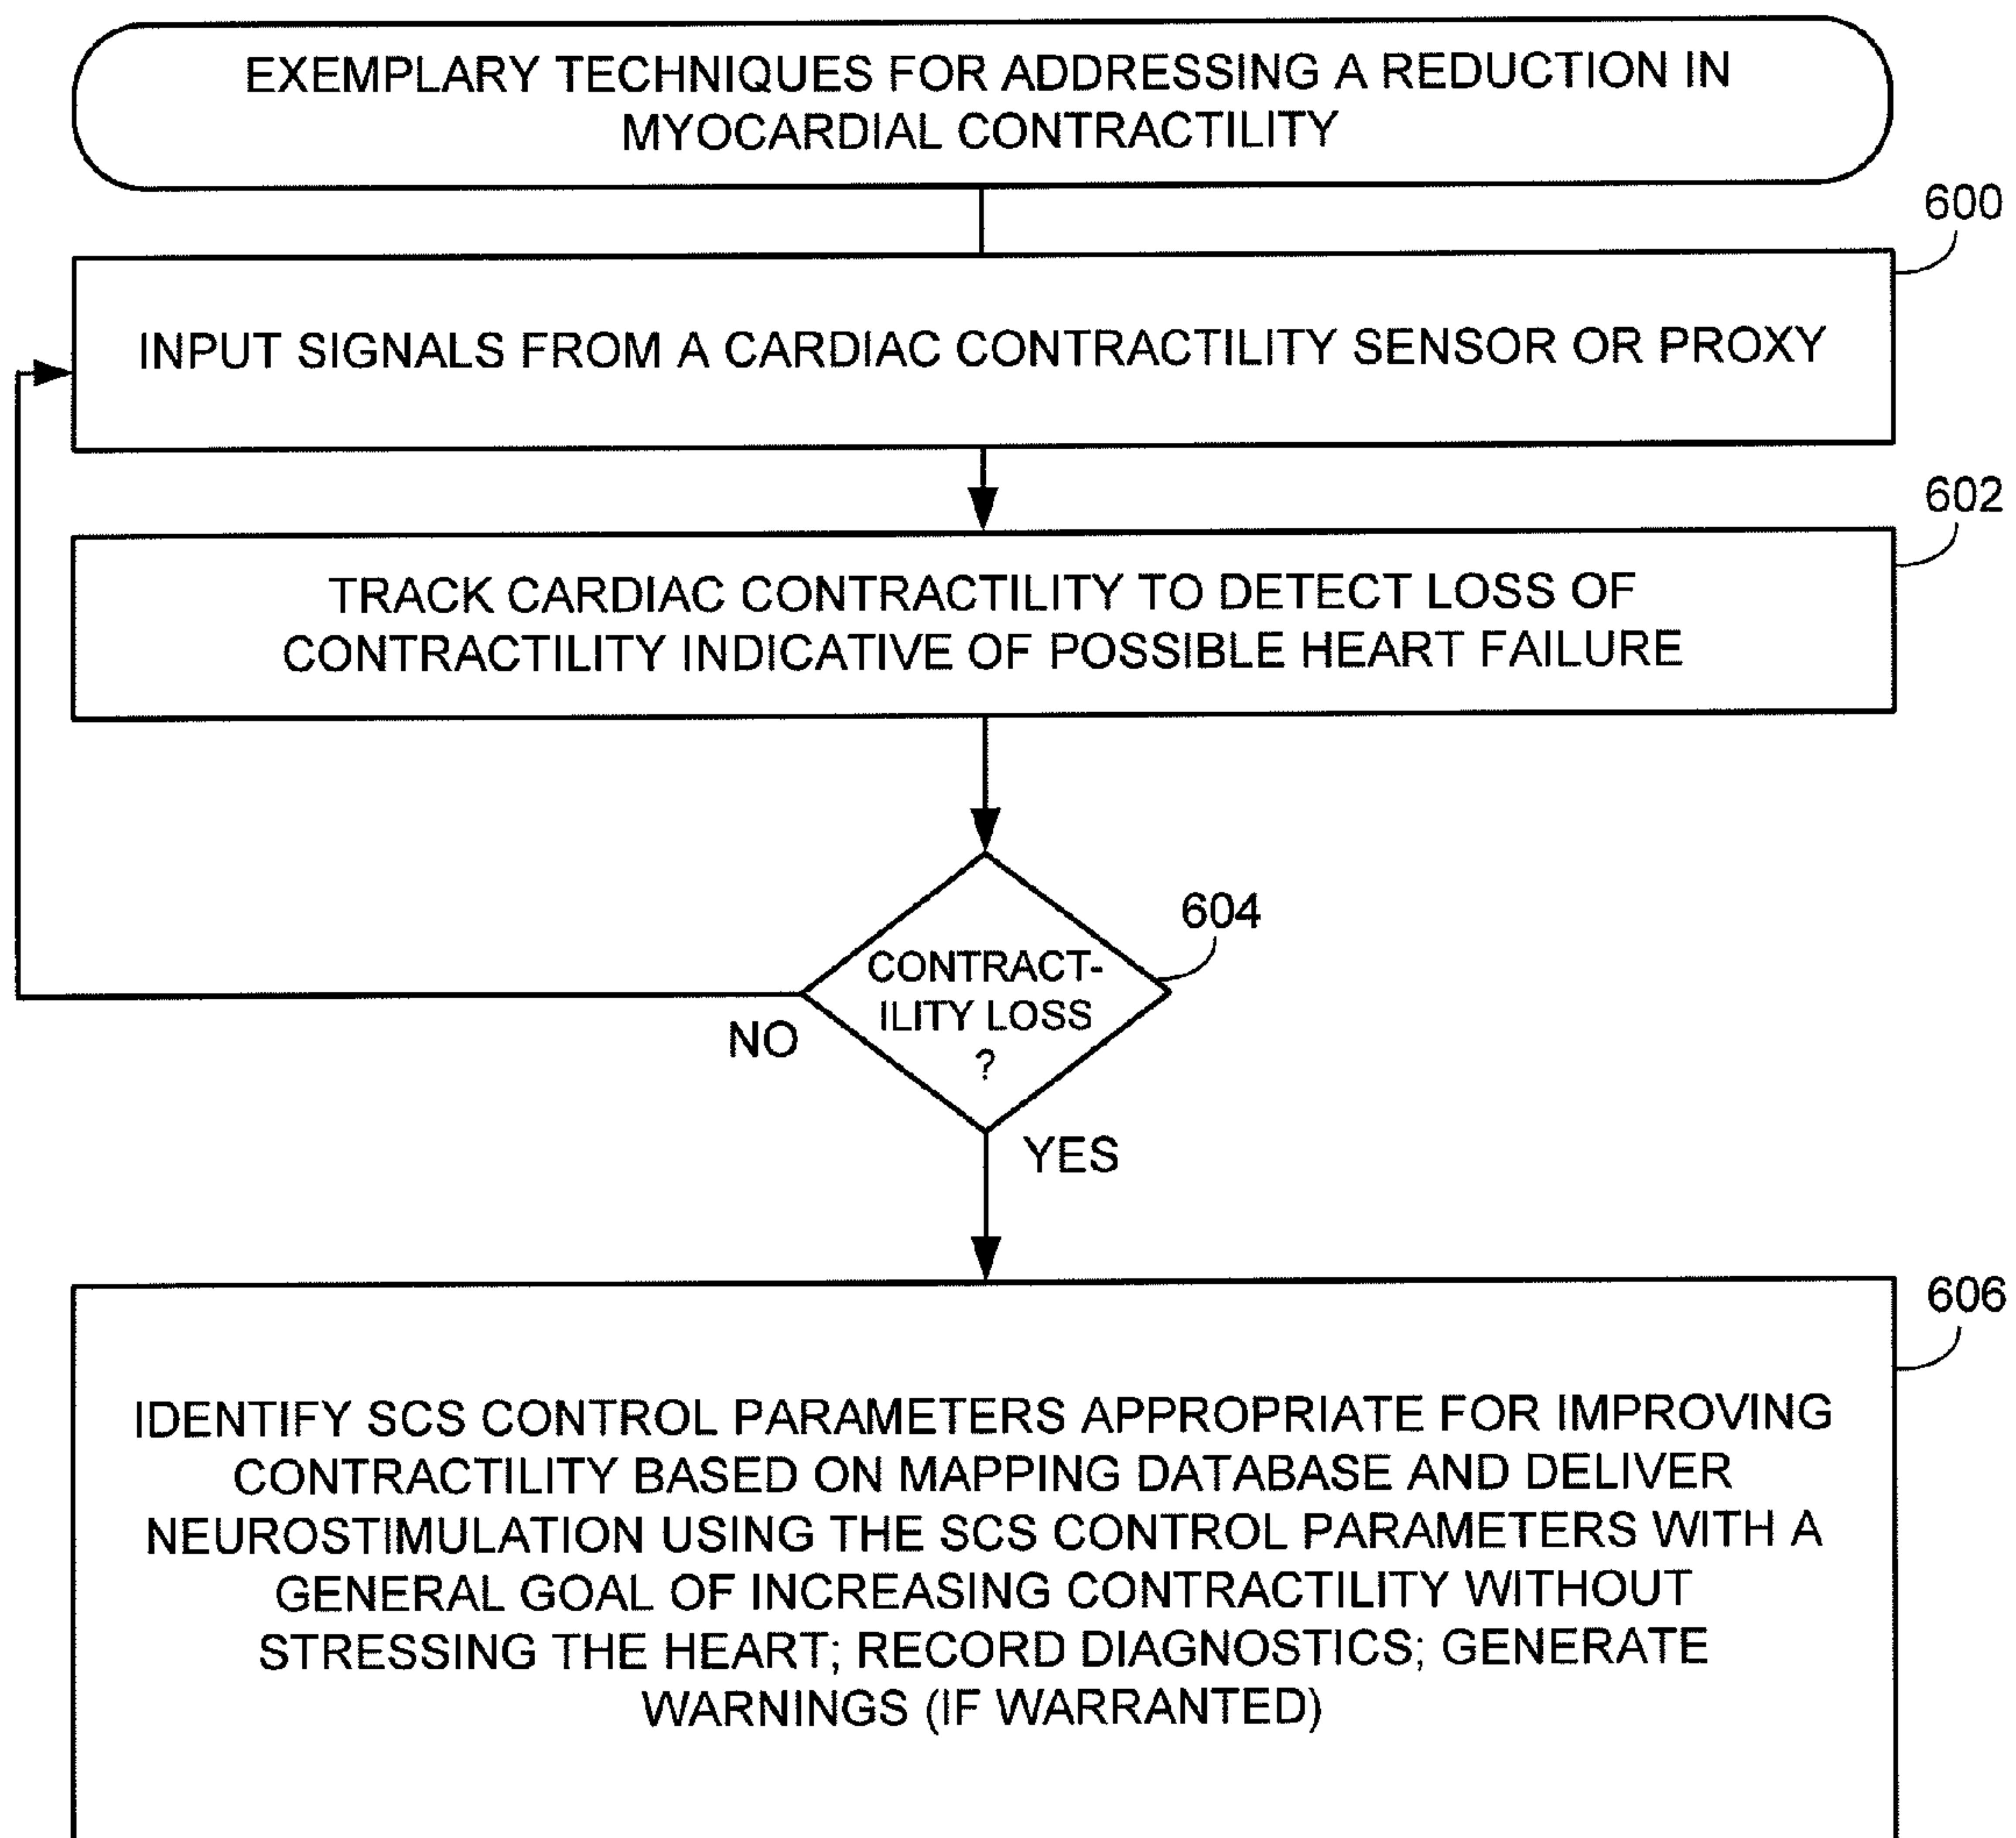 EXEMPLARY TECHNIQUES FOR ADDRESSING A REDUCTION IN
MYOCARDIAL CONTRACTILITY
600
INPUT SIGNALS FROM A CARDIAC CONTRACTILITY SENSOR OR PROXY
602
TRACK CARDIAC CONTRACTILITY TO DETECT LOSS OF
CONTRACTILITY INDICATIVE OF POSSIBLE HEART FAILURE
604
CONTRACT-
ILITY LOSS
?
NO
YES
606
IDENTIFY SCS CONTROL PARAMETERS APPROPRIATE FOR IMPROVING
CONTRACTILITY BASED ON MAPPING DATABASE AND DELIVER
NEUROSTIMULATION USING THE SCS CONTROL PARAMETERS WITH A
GENERAL GOAL OF INCREASING CONTRACTILITY WITHOUT
STRESSING THE HEART; RECORD DIAGNOSTICS; GENERATE
WARNINGS (IF WARRANTED)